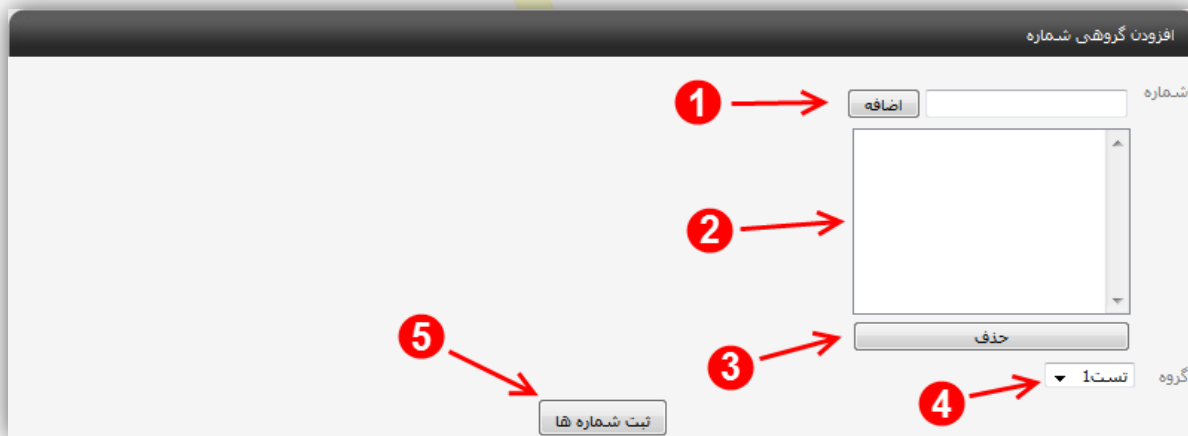 افزودن گروهی شماره
شماره
اضافه
1
2
حذف
3
گروه
تست1
4
5
ثبت شماره ها